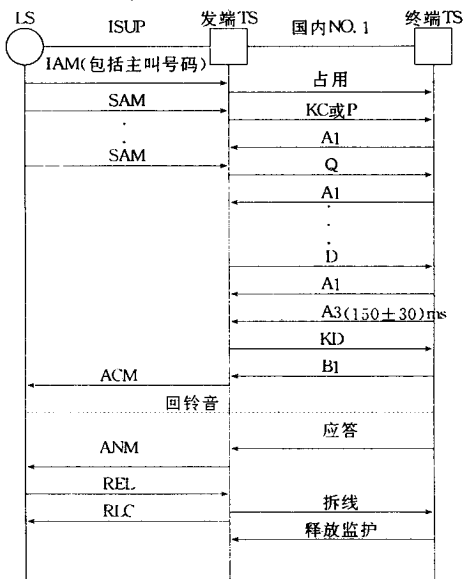 LS ISUP 发端TS 国内NO.1 终端TS
IAM(包括主叫号码)
占用
SAM
KC或P
A1
SAM
Q
A1
D
A1
A3(150±30)ms
KD
B1
ACM
回铃音
应答
ANM
REL
拆线
RLC
释放监护